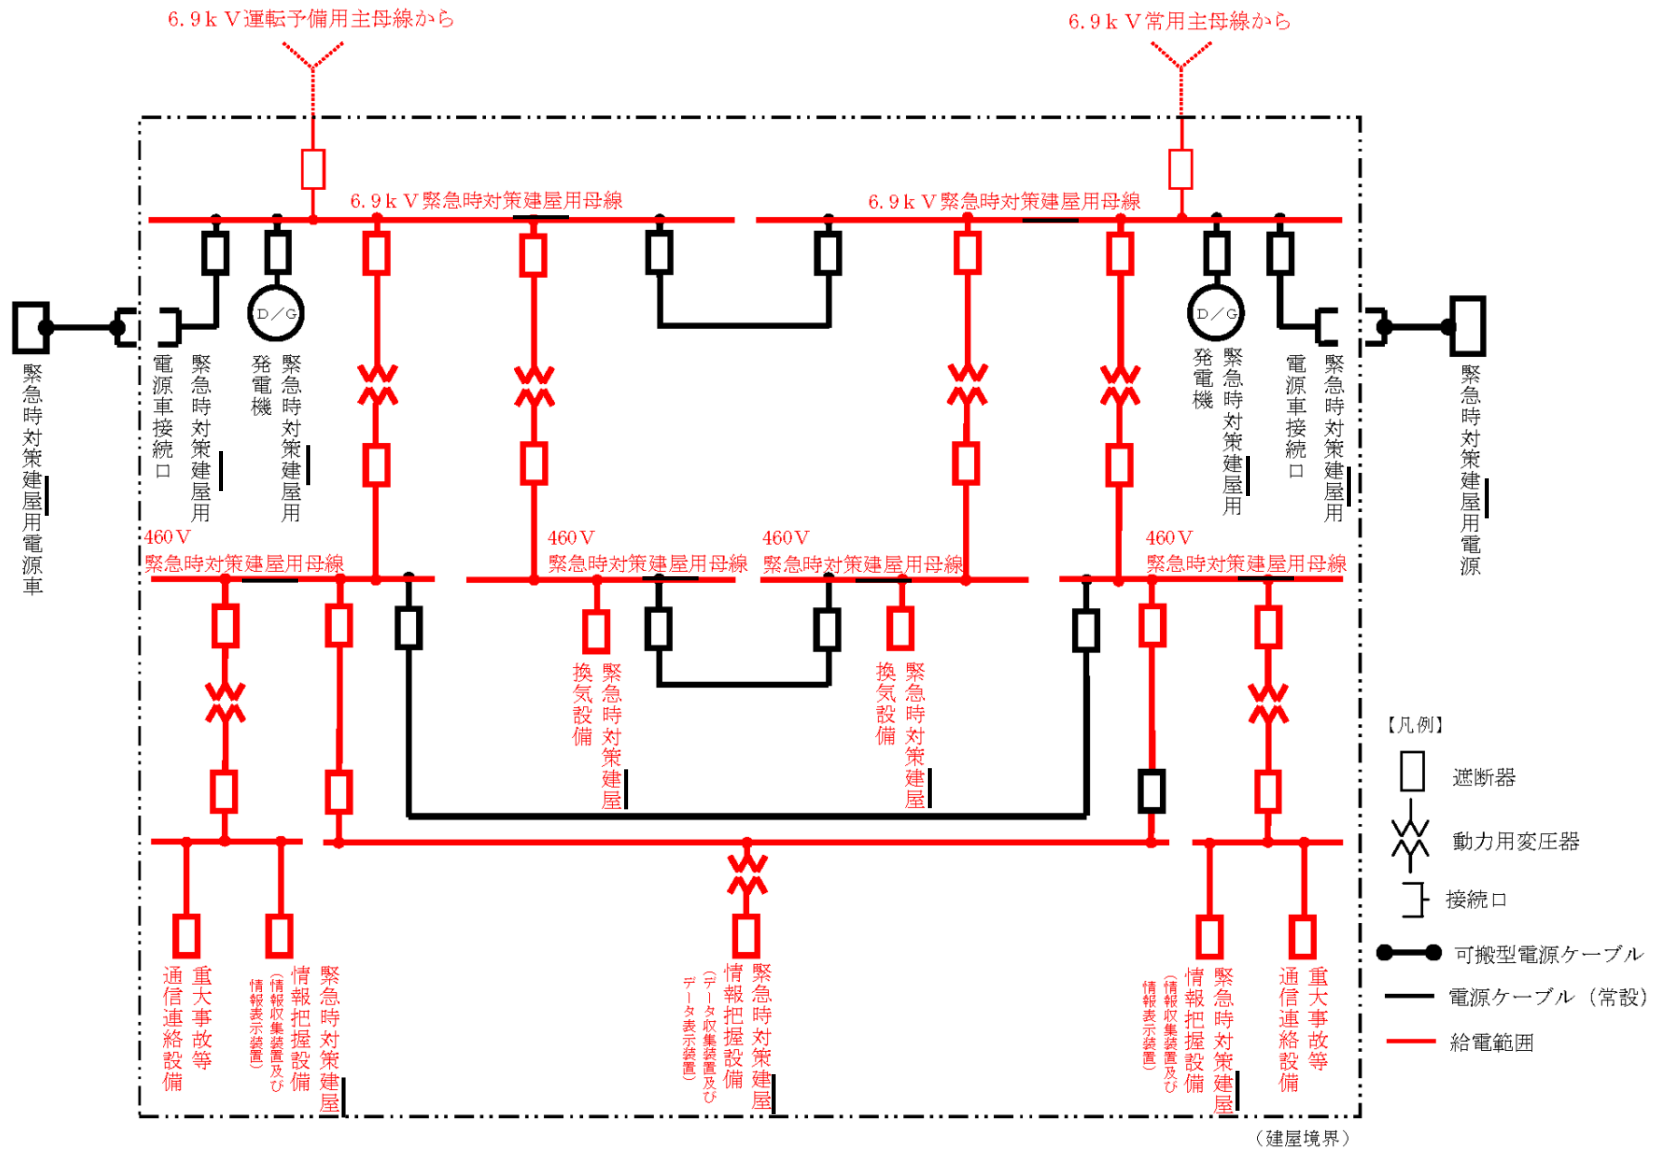 6.9ｋＶ運転予備用主母線から
6.9ｋＶ常用主母線から
6.9ｋＶ緊急時対策建屋用母線
6.9ｋＶ緊急時対策建屋用母線
D／G
D／G
緊急時対策建屋用電源車
緊急時対策建屋用
電源車接続口
緊急時対策建屋用
発電機
緊急時対策建屋用
発電機
緊急時対策建屋用
電源車接続口
緊急時対策建屋用電源
460Ｖ
緊急時対策建屋用母線
460Ｖ
緊急時対策建屋用母線
460Ｖ
緊急時対策建屋用母線
460Ｖ
緊急時対策建屋用母線
緊急時対策建屋
換気設備
緊急時対策建屋
換気設備
重大事故等
通信連絡設備
緊急時対策建屋
情報把握設備
（情報収集装置及び
情報表示装置）
緊急時対策建屋
情報把握設備
（データ収集装置及び
データ表示装置）
緊急時対策建屋
情報把握設備
（情報収集装置及び
情報表示装置）
重大事故等
通信連絡設備
【凡例】
遮断器
動力用変圧器
接続口
可搬型電源ケーブル
電源ケーブル（常設）
給電範囲
（建屋境界）